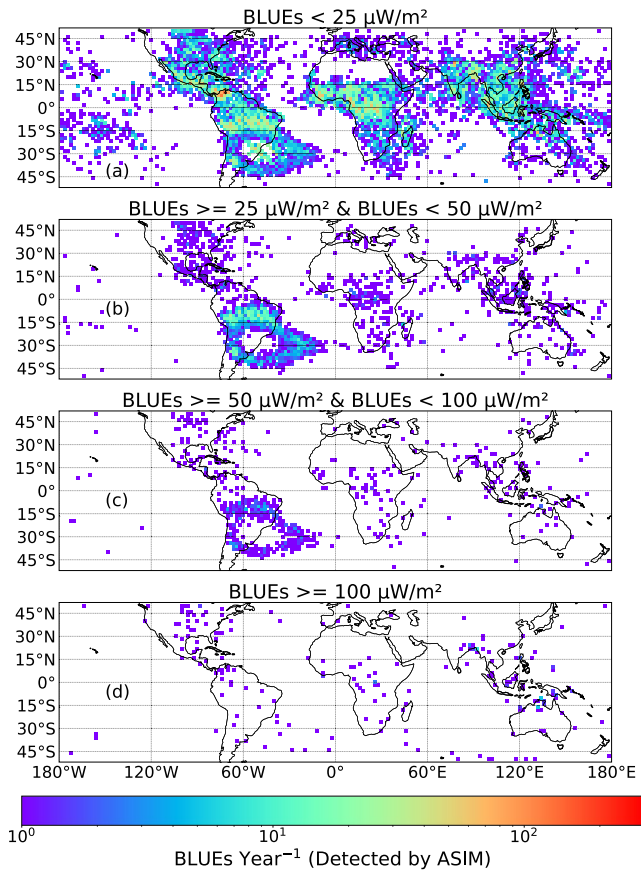 BLUEs < 25 μW/m²
45°N
30°N
15°N
0°
15°S
30°S
45°S
(a)
BLUEs >= 25 μW/m² & BLUEs < 50 μW/m²
45°N
30°N
15°N
0°
15°S
30°S
45°S
(b)
BLUEs >= 50 μW/m² & BLUEs < 100 μW/m²
45°N
30°N
15°N
0°
15°S
30°S
45°S
(c)
BLUEs >= 100 μW/m²
45°N
30°N
15°N
0°
15°S
30°S
45°S
(d)
180°W 120°W 60°W 0° 60°E 120°E 180°E
10⁰ 10¹ 10²
BLUEs Year⁻¹ (Detected by ASIM)